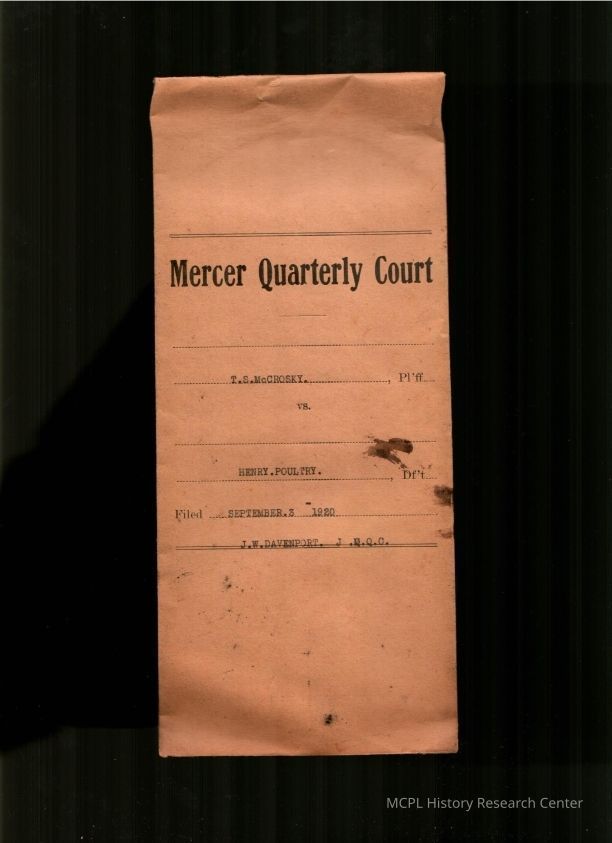 Mercer Quarterly Court
T.S.McCROSKY. , Pl'ff
vs.
HENRY.POULTRY. , Df't
Filed SEPTEMBER.3 1920
J.W.DAVENPORT. J .M.Q.C.
MCPL History Research Center